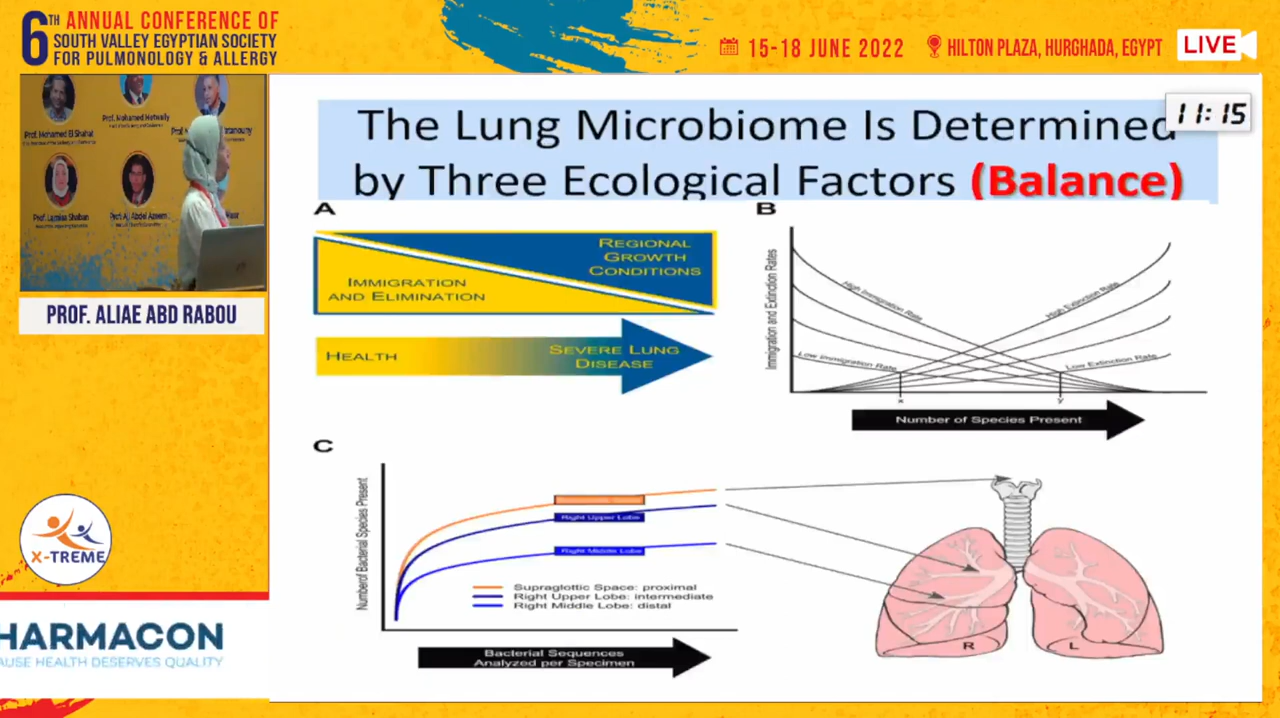 6TH ANNUAL CONFERENCE OF
SOUTH VALLEY EGYPTIAN SOCIETY
FOR PULMONOLOGY & ALLERGY
15-18 JUNE 2022
HILTON PLAZA, HURGHADA, EGYPT
LIVE
11:15
Prof. Mohamed El Shahat
Prof. Mohamed Metwally
Prof. Lamiaa Shaban
PROF. ALIAE ABD RABOU
X-TREME
HARMACON
AUSE HEALTH DESERVES QUALITY
The Lung Microbiome Is Determined
by Three Ecological Factors (Balance)
A
REGIONAL
GROWTH
CONDITIONS
IMMIGRATION
AND ELIMINATION
HEALTH
SEVERE LUNG
DISEASE
B
Immigration and Extinction Rates
High Immigration Rate
High Extinction Rate
Low Immigration Rate
Low Extinction Rate
x
y
Number of Species Present
C
Numberof Bacterial Species Present
Right Upper Lobe
Right Middle Lobe
Supraglottic Space: proximal
Right Upper Lobe: intermediate
Right Middle Lobe: distal
Bacterial Sequences
Analyzed per Specimen
R
L